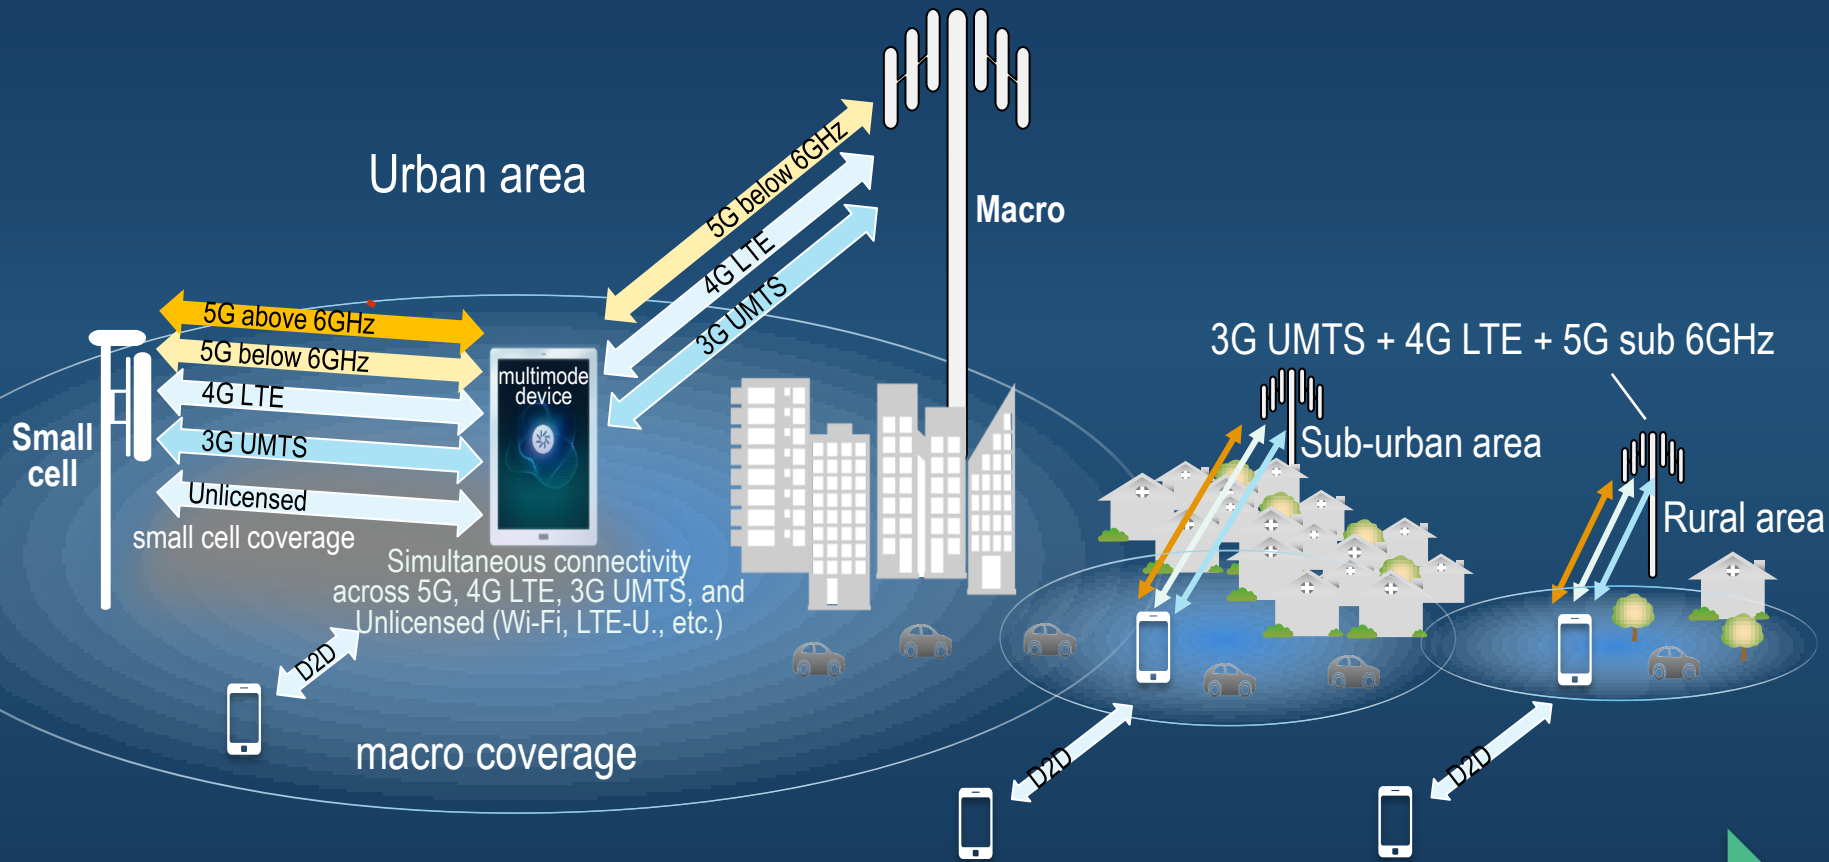 Urban area
5G below 6GHz
4G LTE
3G UMTS
Macro
5G above 6GHz
5G below 6GHz
4G LTE
3G UMTS
Unlicensed
Small
cell
multimode
device
small cell coverage
Simultaneous connectivity
across 5G, 4G LTE, 3G UMTS, and
Unlicensed (Wi-Fi, LTE-U., etc.)
D2D
macro coverage
3G UMTS + 4G LTE + 5G sub 6GHz
Sub-urban area
Rural area
D2D
D2D